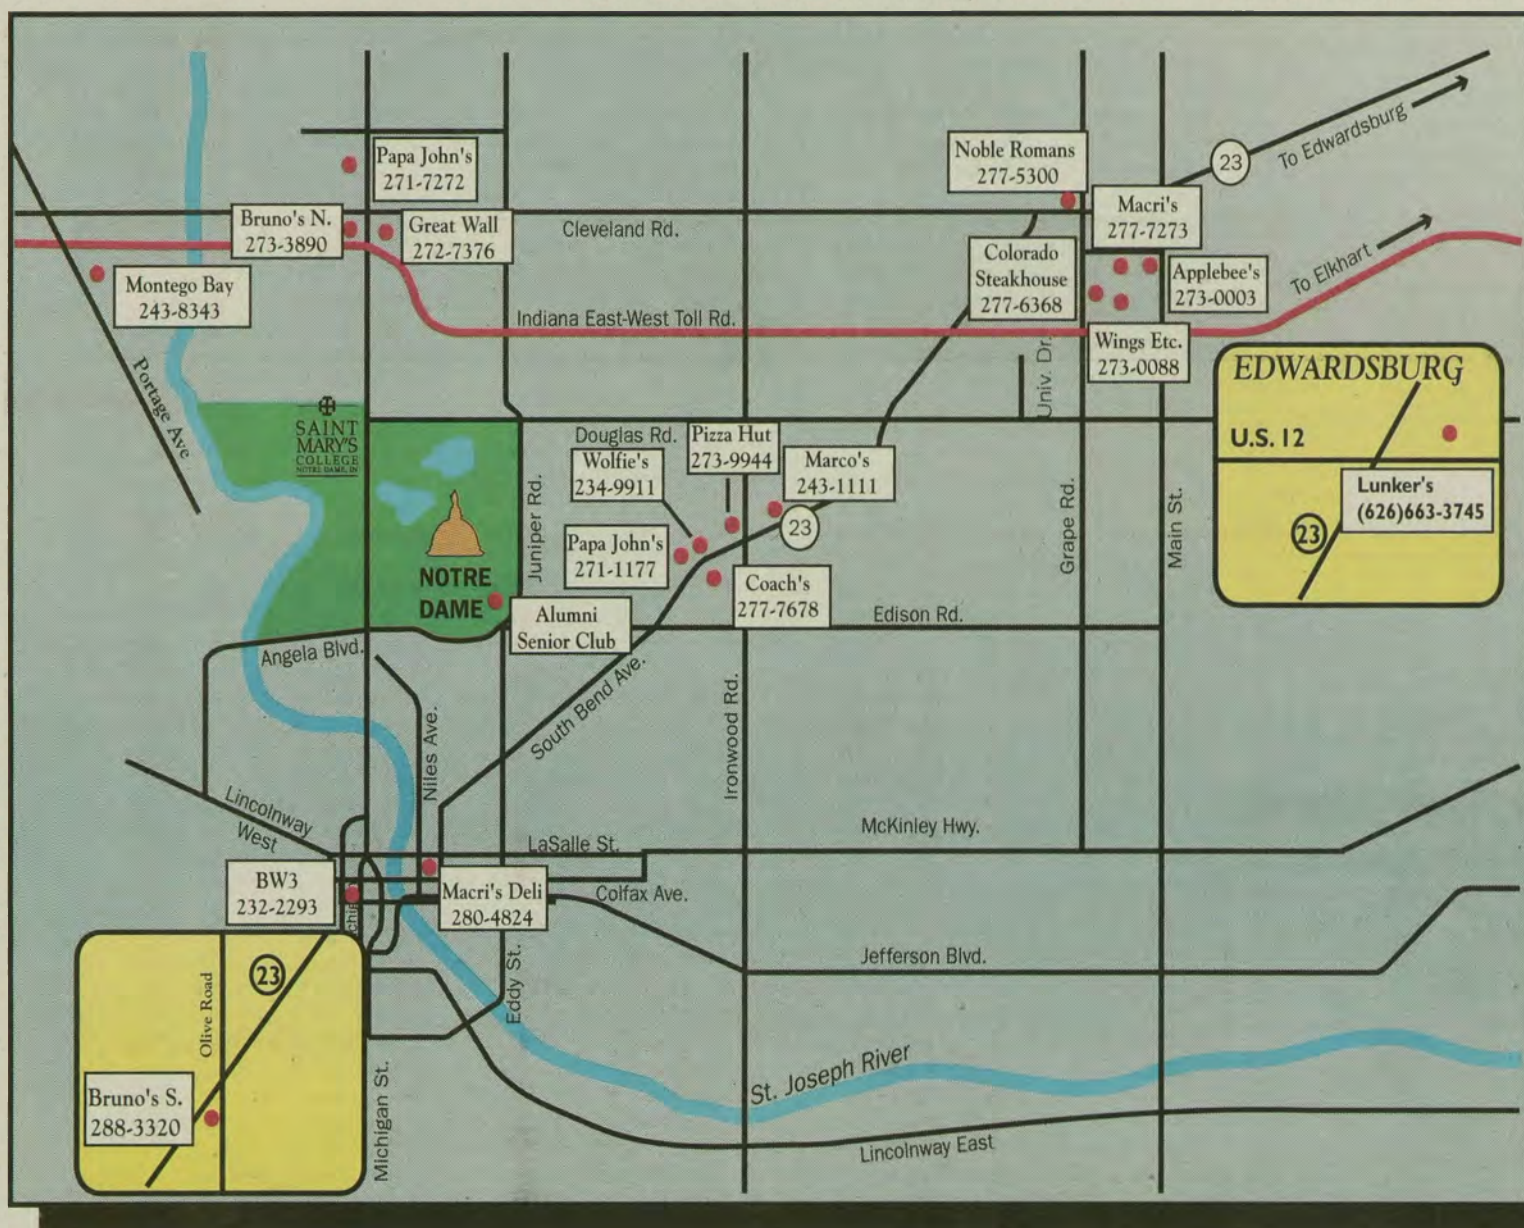 Papa John's
271-7272
Noble Romans
277-5300
23
To Edwardsburg
Bruno's N.
273-3890
Great Wall
272-7376
Cleveland Rd.
Macri's
277-7273
Colorado
Steakhouse
277-6368
Applebee's
273-0003
To Elkhart
Montego Bay
243-8343
Indiana East-West Toll Rd.
Wings Etc.
273-0088
Univ. Dr.
Portage Ave
EDWARDSBURG
U.S. 12
Lunker's
(626)663-3745
23
SAINT
MARY'S
COLLEGE
NOTRE DAME, IN
Douglas Rd.
Pizza Hut
273-9944
Wolfie's
234-9911
Marco's
243-1111
23
Juniper Rd.
Grape Rd.
Main St.
Papa John's
271-1177
NOTRE
DAME
Coach's
277-7678
Alumni
Senior Club
Edison Rd.
Angela Blvd.
South Bend Ave.
Ironwood Rd.
Niles Ave.
Lincolnway
West
LaSalle St.
McKinley Hwy.
BW3
232-2293
Macri's Deli
280-4824
Colfax Ave.
Jefferson Blvd.
Eddy St.
23
Olive Road
Bruno's S.
288-3320
Michigan St.
St. Joseph River
Lincolnway East